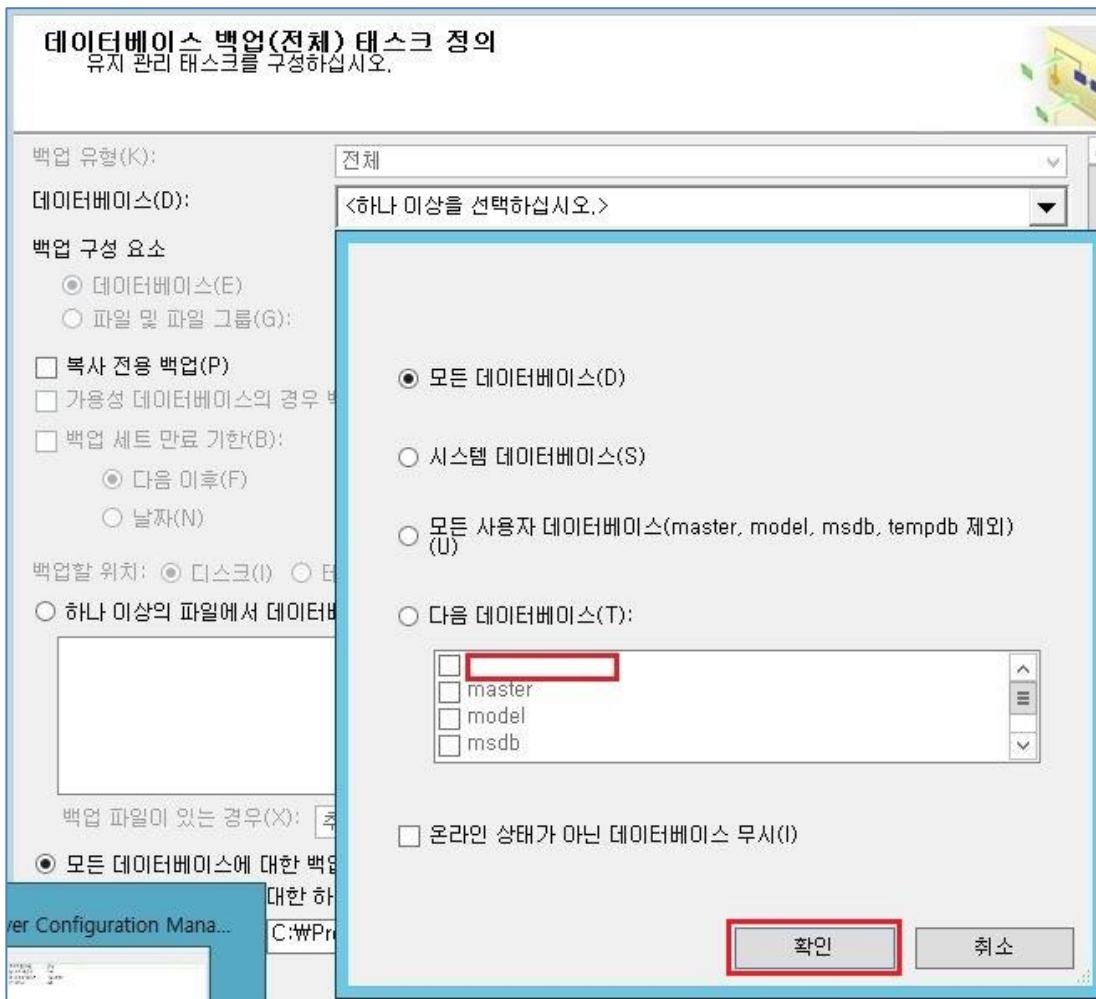 데이터베이스 백업(전체) 태스크 정의
유지 관리 태스크를 구성하십시오.
백업 유형(K):
전체
데이터베이스(D):
<하나 이상을 선택하십시오.>
백업 구성 요소
데이터베이스(E)
파일 및 파일 그룹(G):
복사 전용 백업(P)
가용성 데이터베이스의 경우
백업 세트 만료 기한(B):
다음 이후(F)
날짜(N)
백업할 위치:
디스크(I)
하나 이상의 파일에서
백업 파일이 있는 경우(X):
모든 데이터베이스에 대한
대한
C:₩Pr
모든 데이터베이스(D)
시스템 데이터베이스(S)
모든 사용자 데이터베이스(master, model, msdb, tempdb 제외)
(U)
다음 데이터베이스(T):
master
model
msdb
온라인 상태가 아닌 데이터베이스 무시(I)
확인
취소
ver Configuration Mana...